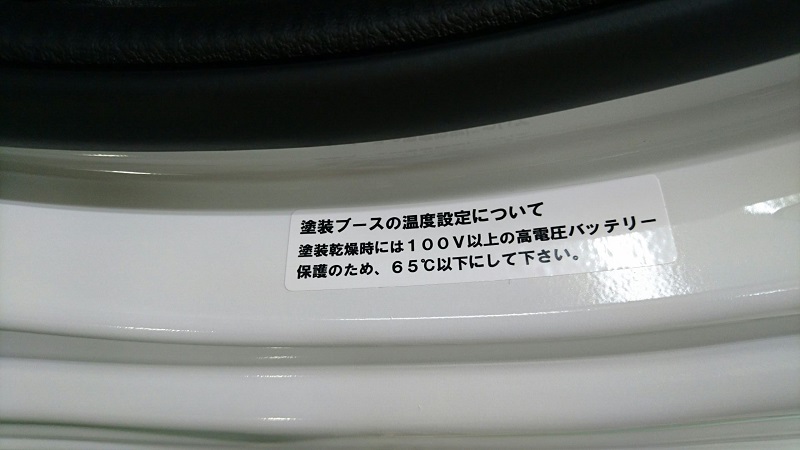 塗装ブースの温度設定について
塗装乾燥時には100V以上の高電圧バッテリー
保護のため、65℃以下にして下さい。